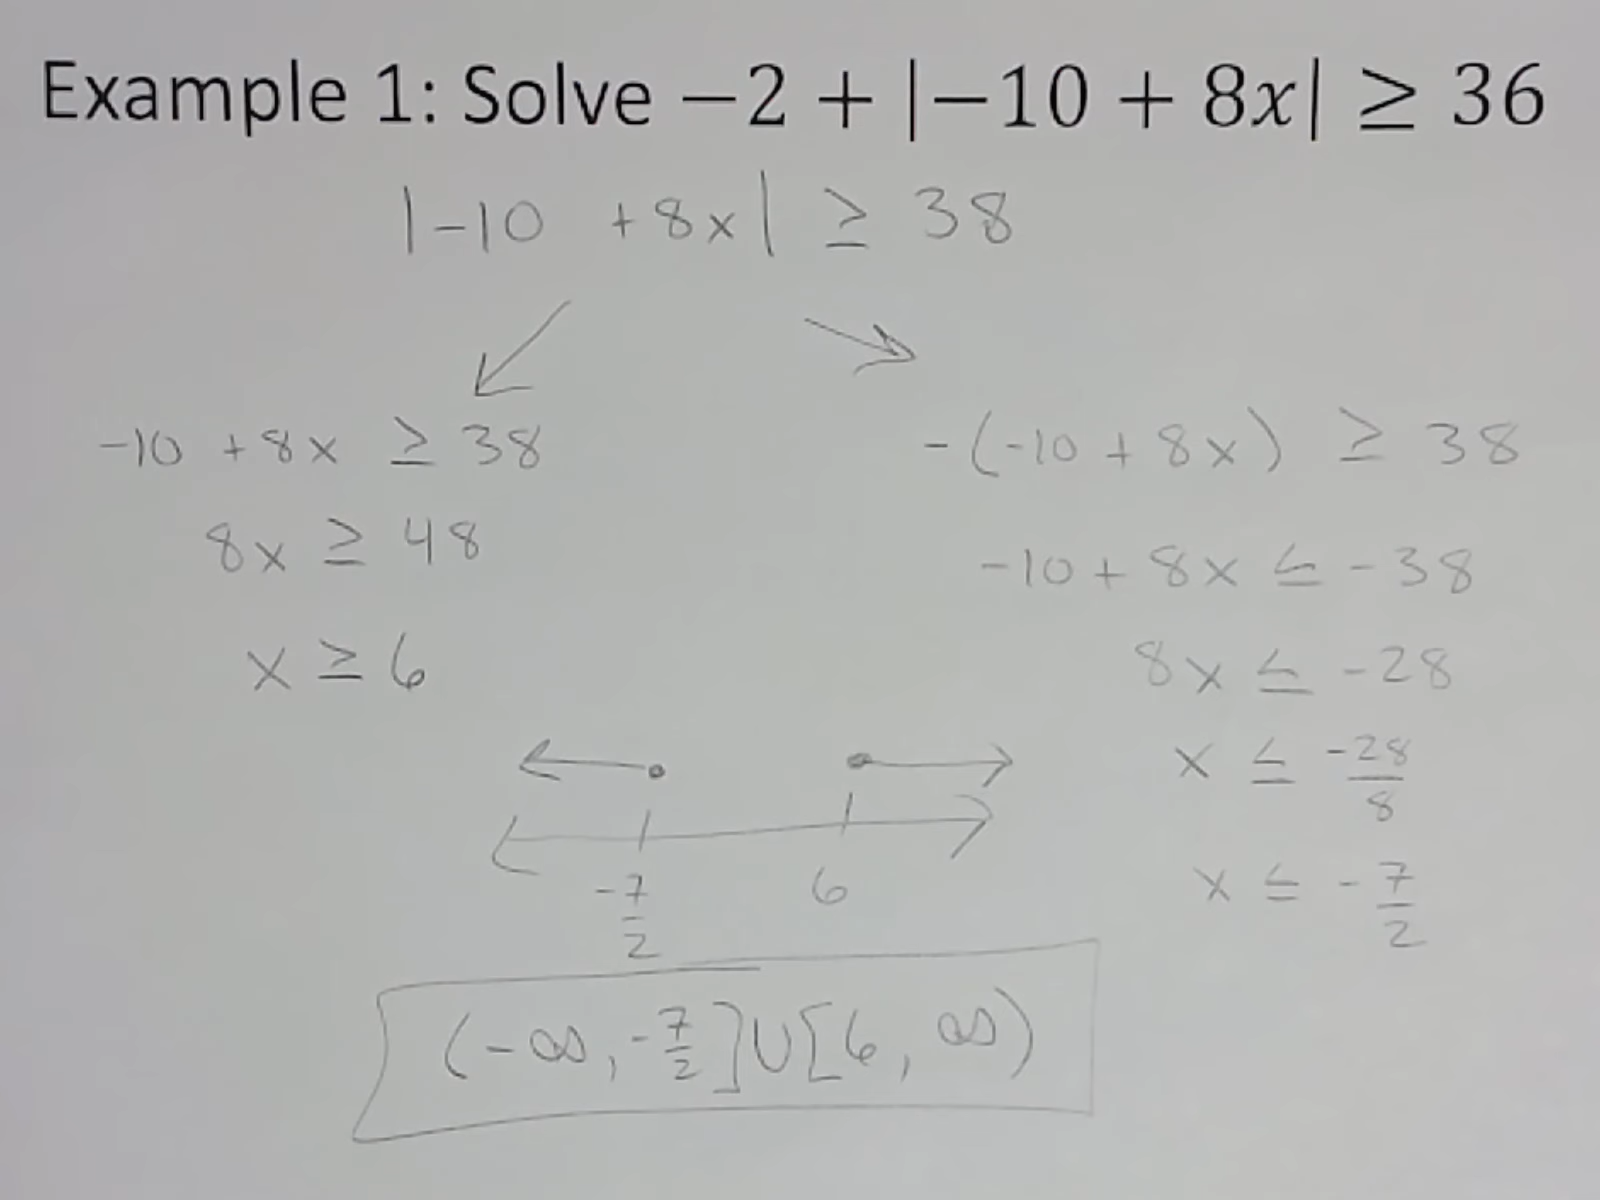 Example 1: Solve −2 + |−10 + 8x| ≥ 36
|-10 +8x| ≥ 38
-10 +8x ≥ 38
8x ≥ 48
x ≥ 6
-(-10 + 8x) ≥ 38
-10 + 8x ≤ -38
8x ≤ -28
x ≤ -28/8
x ≤ -7/2
-7/2 6
(-∞, -7/2] U [6, ∞)